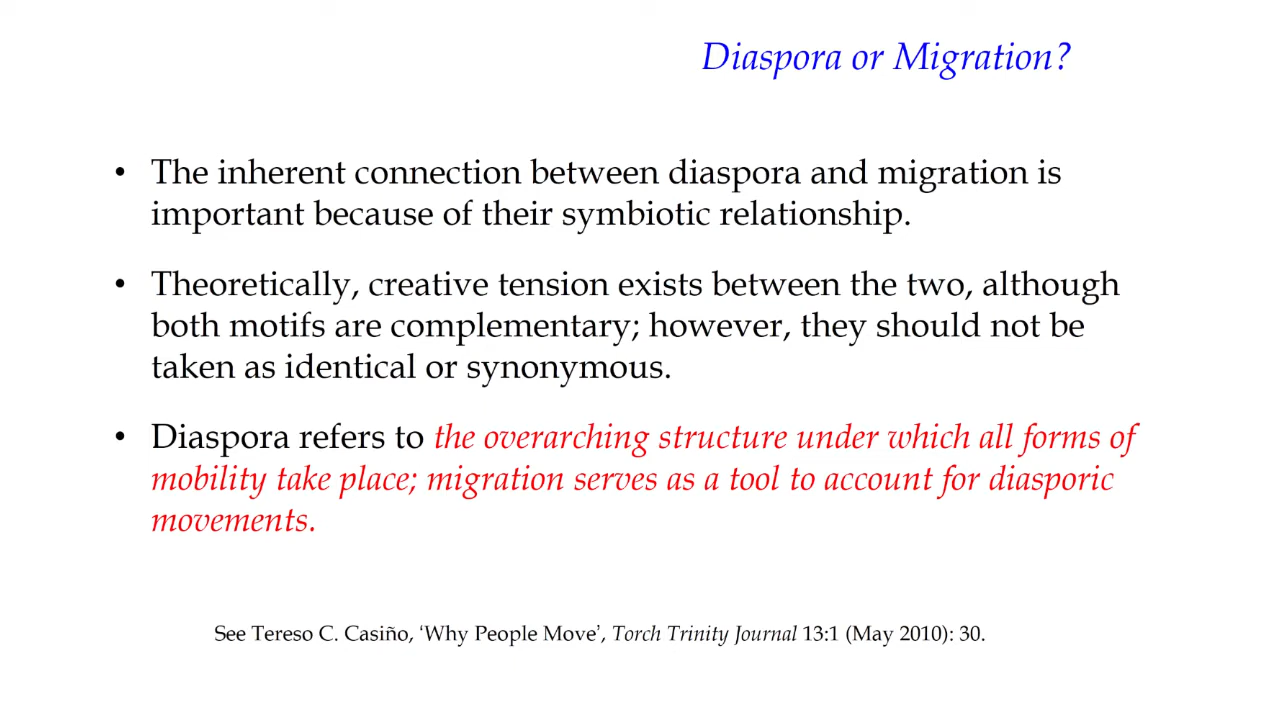 Diaspora or Migration?
• The inherent connection between diaspora and migration is
important because of their symbiotic relationship.
• Theoretically, creative tension exists between the two, although
both motifs are complementary; however, they should not be
taken as identical or synonymous.
• Diaspora refers to the overarching structure under which all forms of
mobility take place; migration serves as a tool to account for diasporic
movements.
See Tereso C. Casiño, ‘Why People Move’, Torch Trinity Journal 13:1 (May 2010): 30.